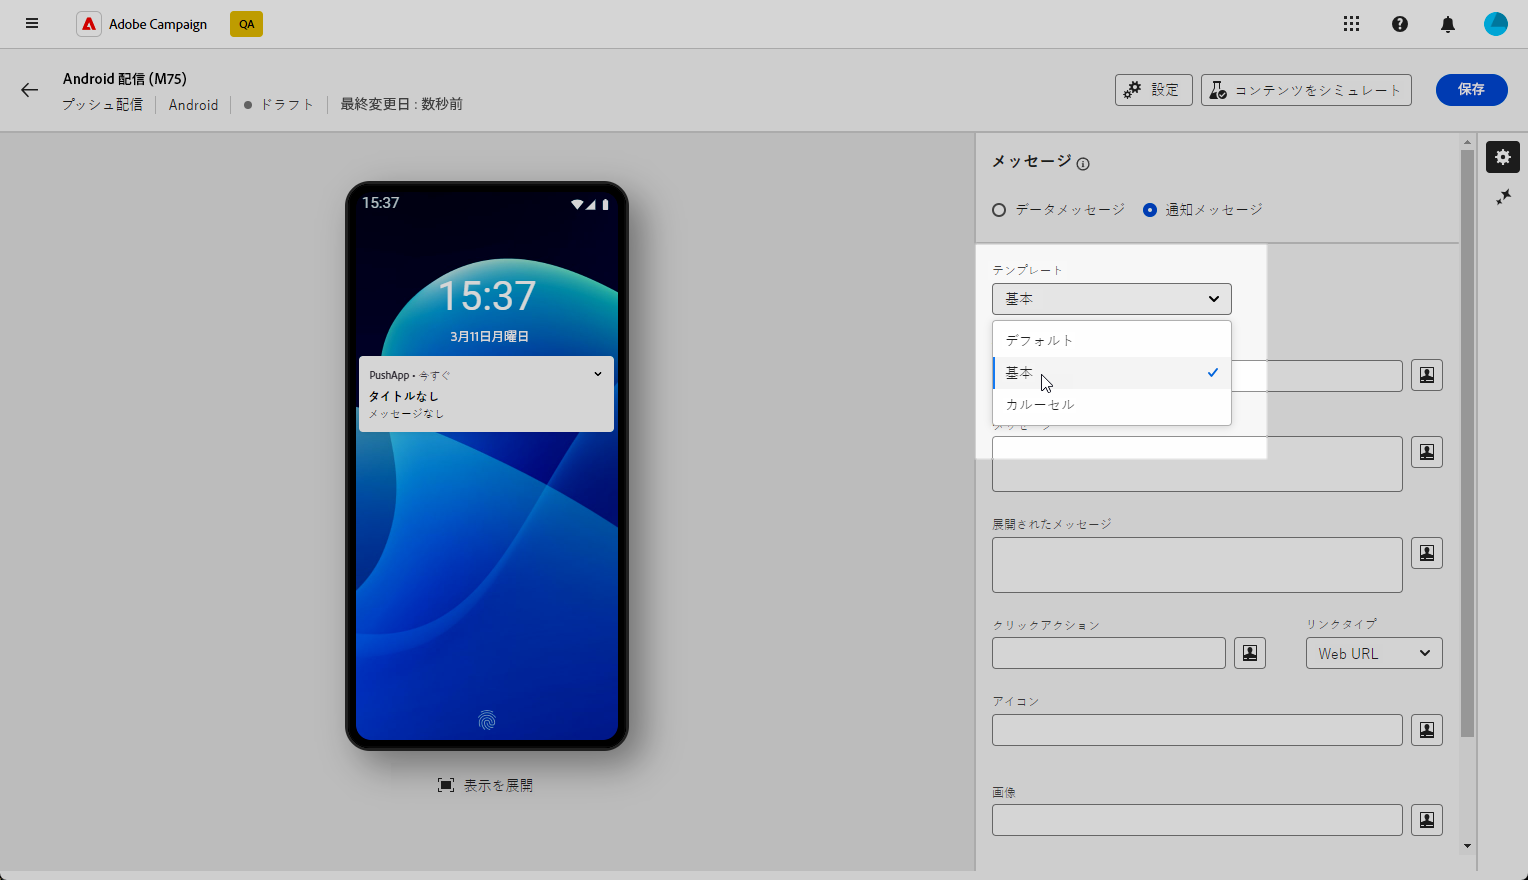 Adobe Campaign
QA
Android 配信 (M75)
プッシュ配信 Android ドラフト 最終変更日 : 数秒前
設定
コンテンツをシミュレート
保存
15:37
15:37
3月11日月曜日
PushApp • 今すぐ
タイトルなし
メッセージなし
表示を展開
メッセージ
データメッセージ
通知メッセージ
テンプレート
基本
デフォルト
基本
カルーセル
メッセージ
展開されたメッセージ
クリックアクション
リンクタイプ
Web URL
アイコン
画像